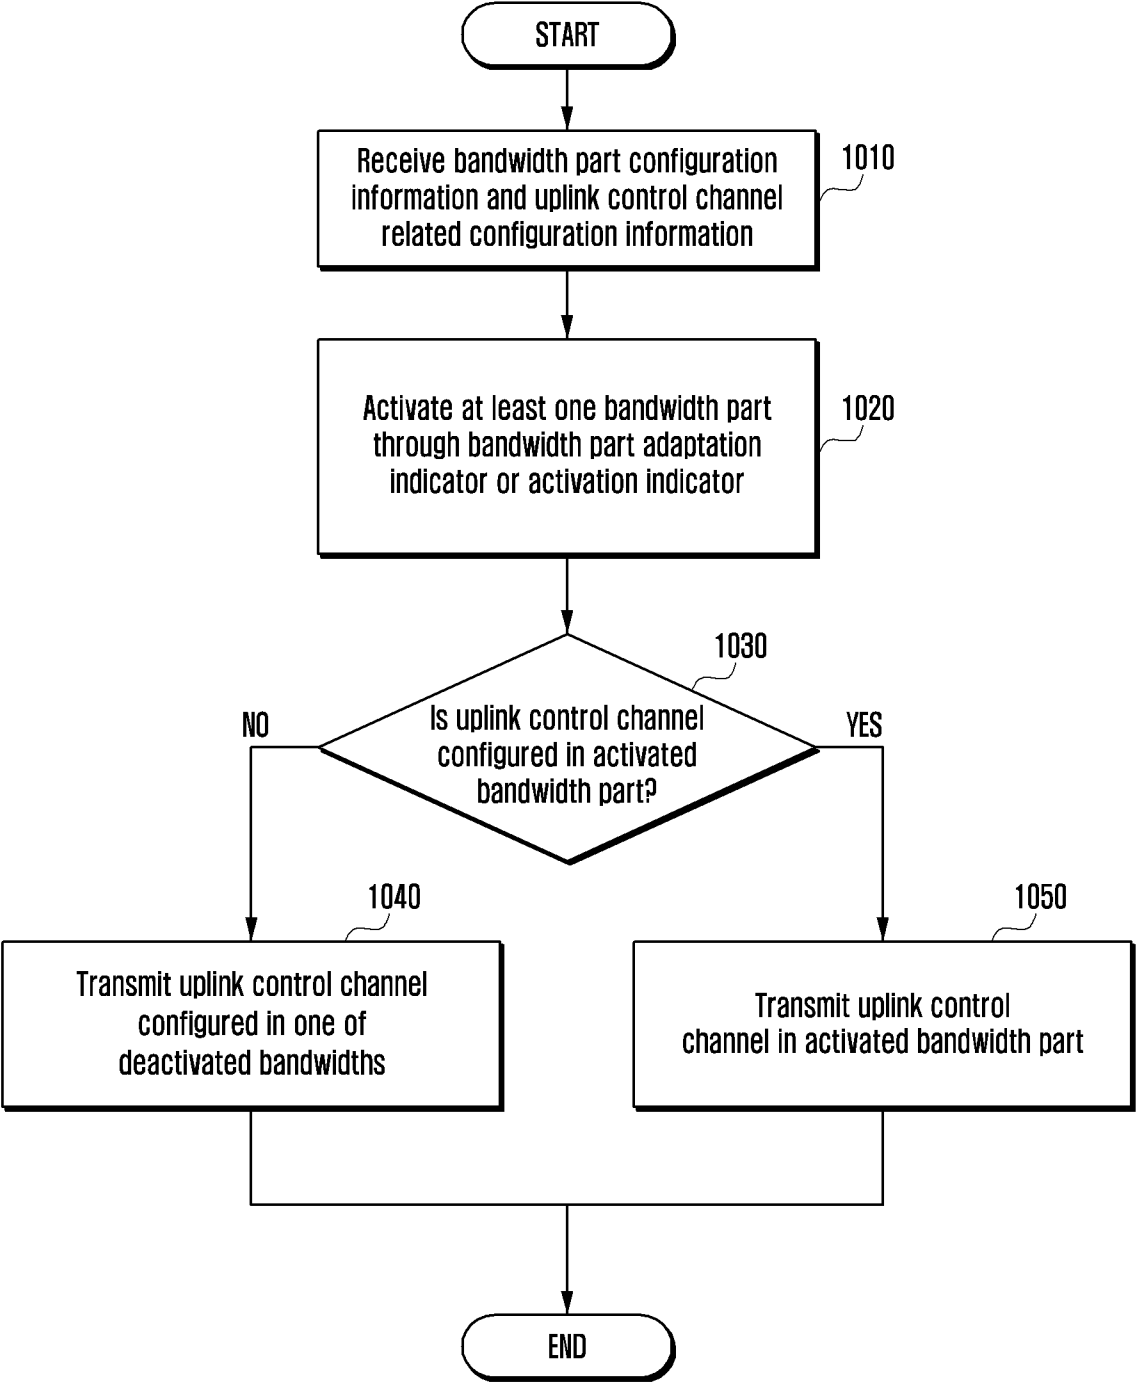 START
Receive bandwidth part configuration
information and uplink control channel
related configuration information
1010
Activate at least one bandwidth part
through bandwidth part adaptation
indicator or activation indicator
1020
1030
Is uplink control channel
configured in activated
bandwidth part?
NO
YES
1040
Transmit uplink control channel
configured in one of
deactivated bandwidths
1050
Transmit uplink control
channel in activated bandwidth part
END